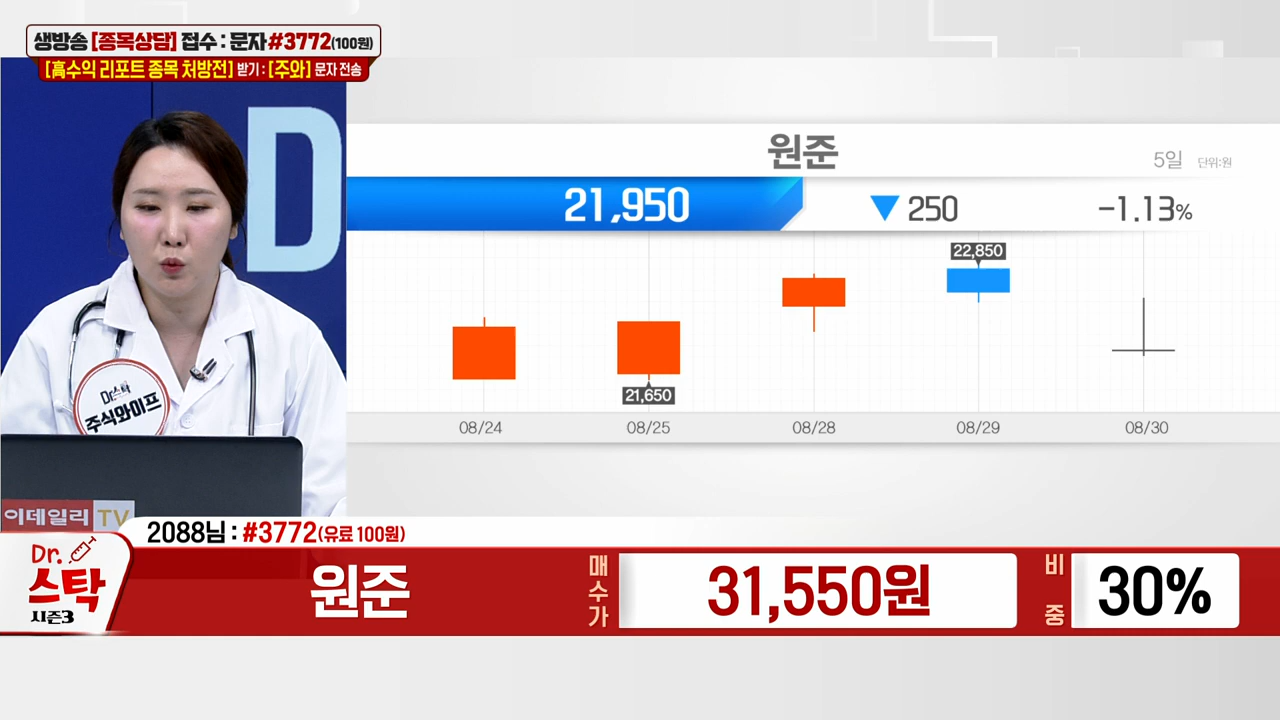 생방송 [종목상담] 접수 : 문자#3772(100원)
[高수익 리포트 종목 처방전] 받기 : [주와] 문자 전송
D
원준
5일 단위:원
21,950 ▼ 250 -1.13%
22,850
21,650
08/24 08/25 08/28 08/29 08/30
Dr.스탁
주식와이프
이데일리 TV
2088님 : #3772(유료 100원)
Dr.
스탁
시즌3
원준 매수가 31,550원 비중 30%